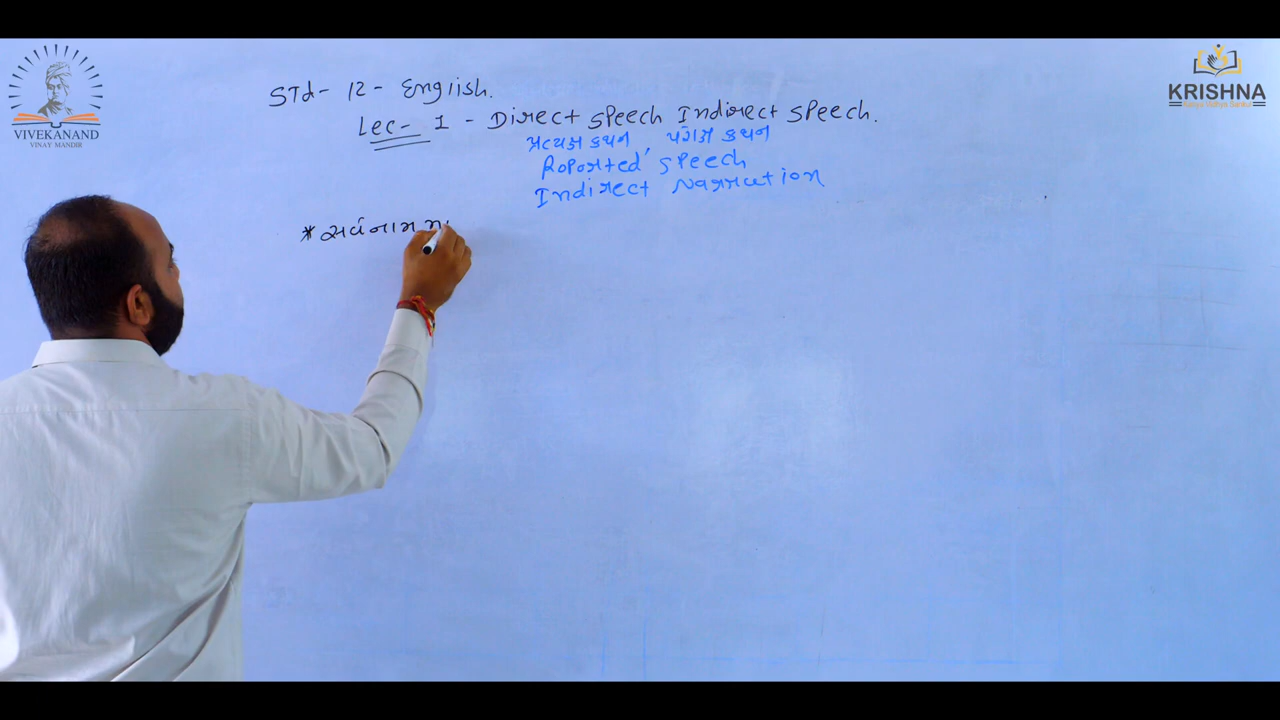 VIVEKANAND
VINAY MANDIR
KRISHNA
STd- 12 - English.
Lec- 1 - Direct speech Indirect speech.
પ્રત્યક્ષ કથન, પરોક્ષ કથન
Reported speech
Indirect Narration
* સર્વનામ